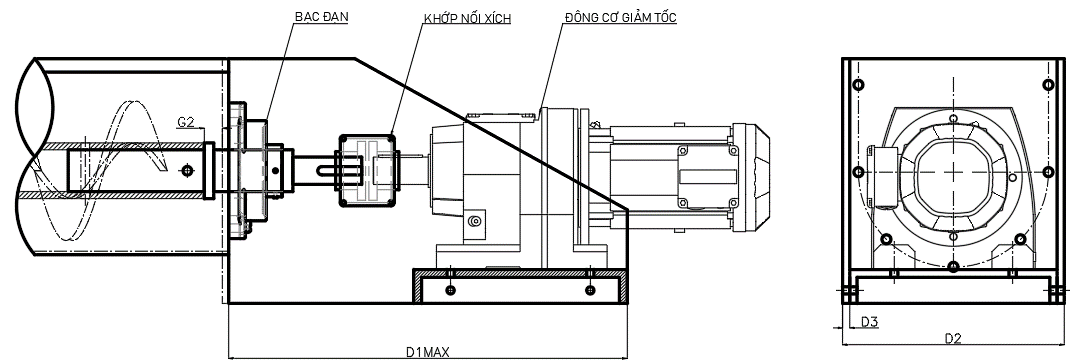 BẠC ĐẠN
KHỚP NỐI XÍCH
ĐỘNG CƠ GIẢM TỐC
G2
D1MAX
D3
D2